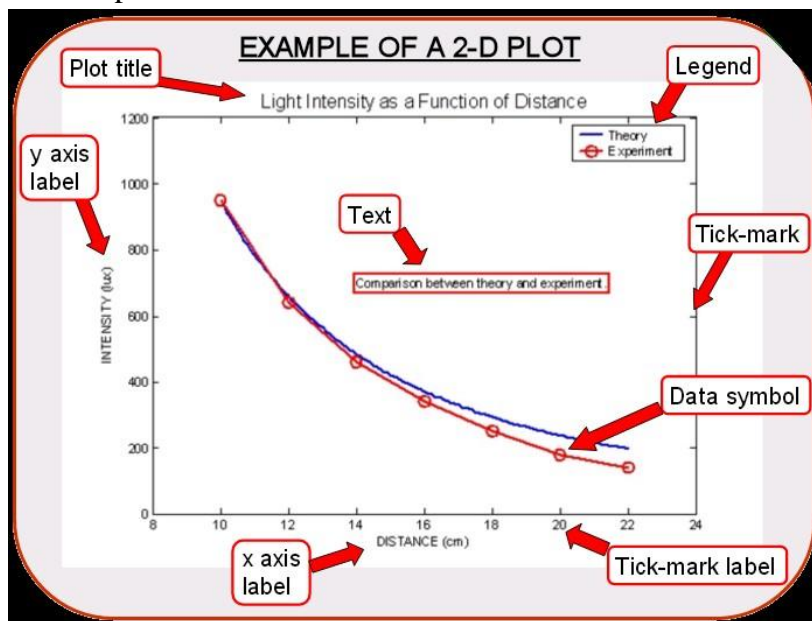 EXAMPLE OF A 2-D PLOT
Plot title
Legend
Light Intensity as a Function of Distance
1200
Theory
Experiment
y axis
label
1000
Text
Tick-mark
800
Comparison between theory and experiment.
INTENSITY (lux)
600
400
Data symbol
200
0
8
10
12
14
16
18
20
22
24
DISTANCE (cm)
x axis
label
Tick-mark label